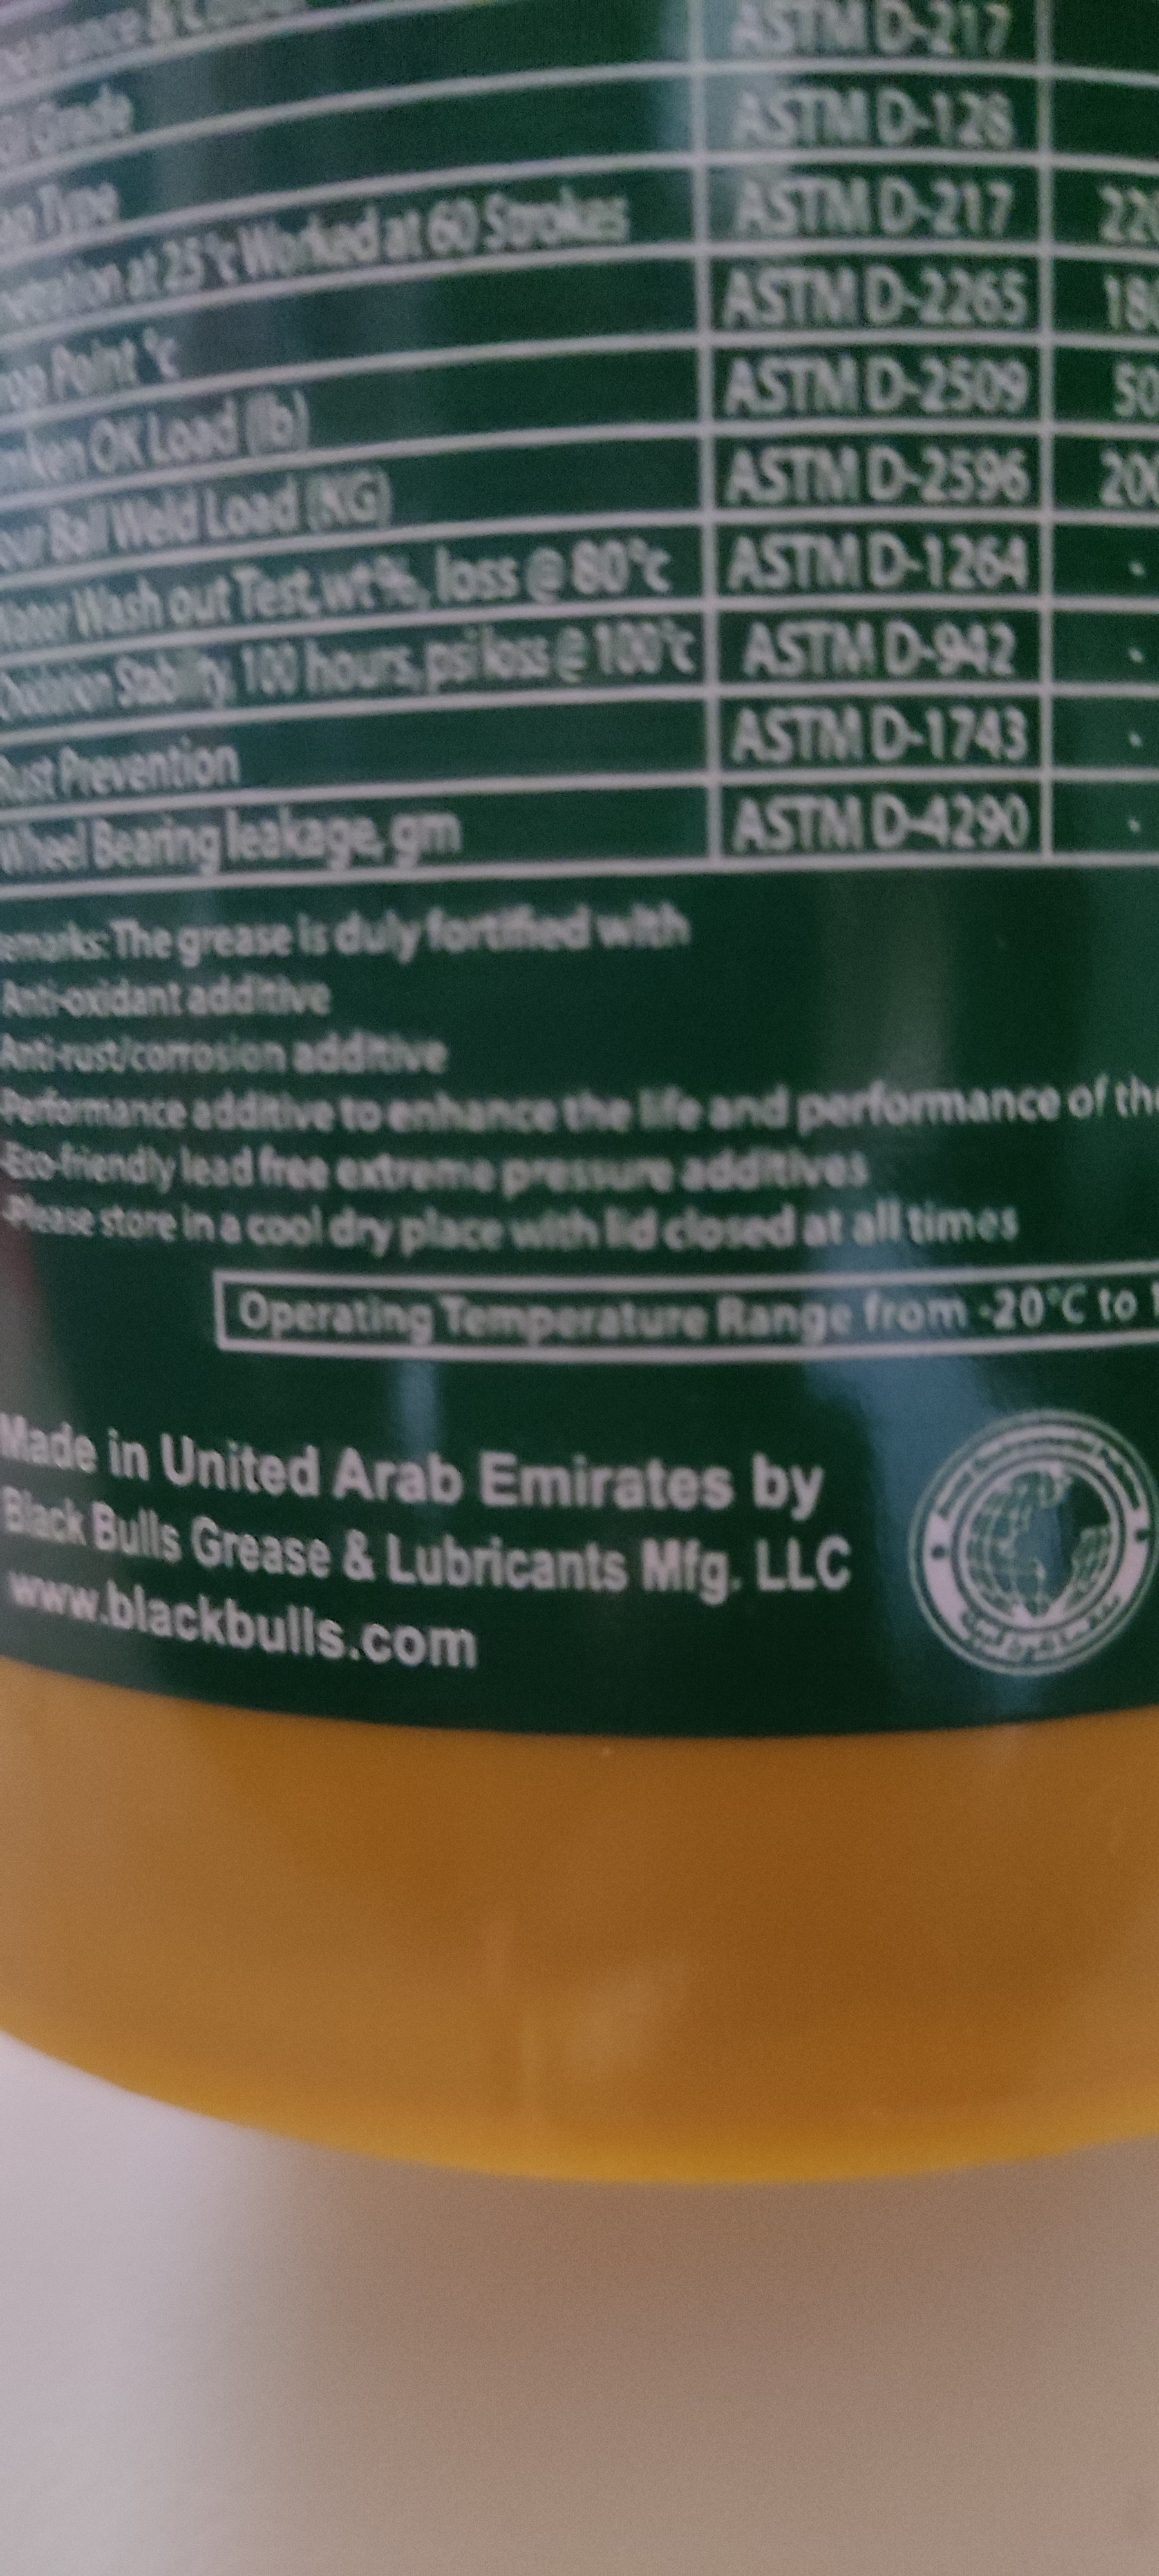 ASTM D-217
Grade
ASTM D-128
Type
ASTM D-217
at 25°c Worked at 60 Strokes
ASTM D-2265
Point °c
ASTM D-2509
OK Load (lb)
ASTM D-2596
Ball Weld Load (KG)
ASTM D-1264
Wash out Test, wt%, loss @ 80°c
ASTM D-942
Stability, 100 hours, psi loss @ 100°c
ASTM D-1743
Rust Prevention
ASTM D-4290
Wheel Bearing leakage, gm
The grease is duly fortified with
Anti-oxidant additive
Anti-rust/corrosion additive
-Performance additive to enhance the life and performance of the
-Eco-friendly lead free extreme pressure additives
-Please store in a cool dry place with lid closed at all times
Operating Temperature Range from -20°C to
Made in United Arab Emirates by
Black Bulls Grease & Lubricants Mfg. LLC
www.blackbulls.com